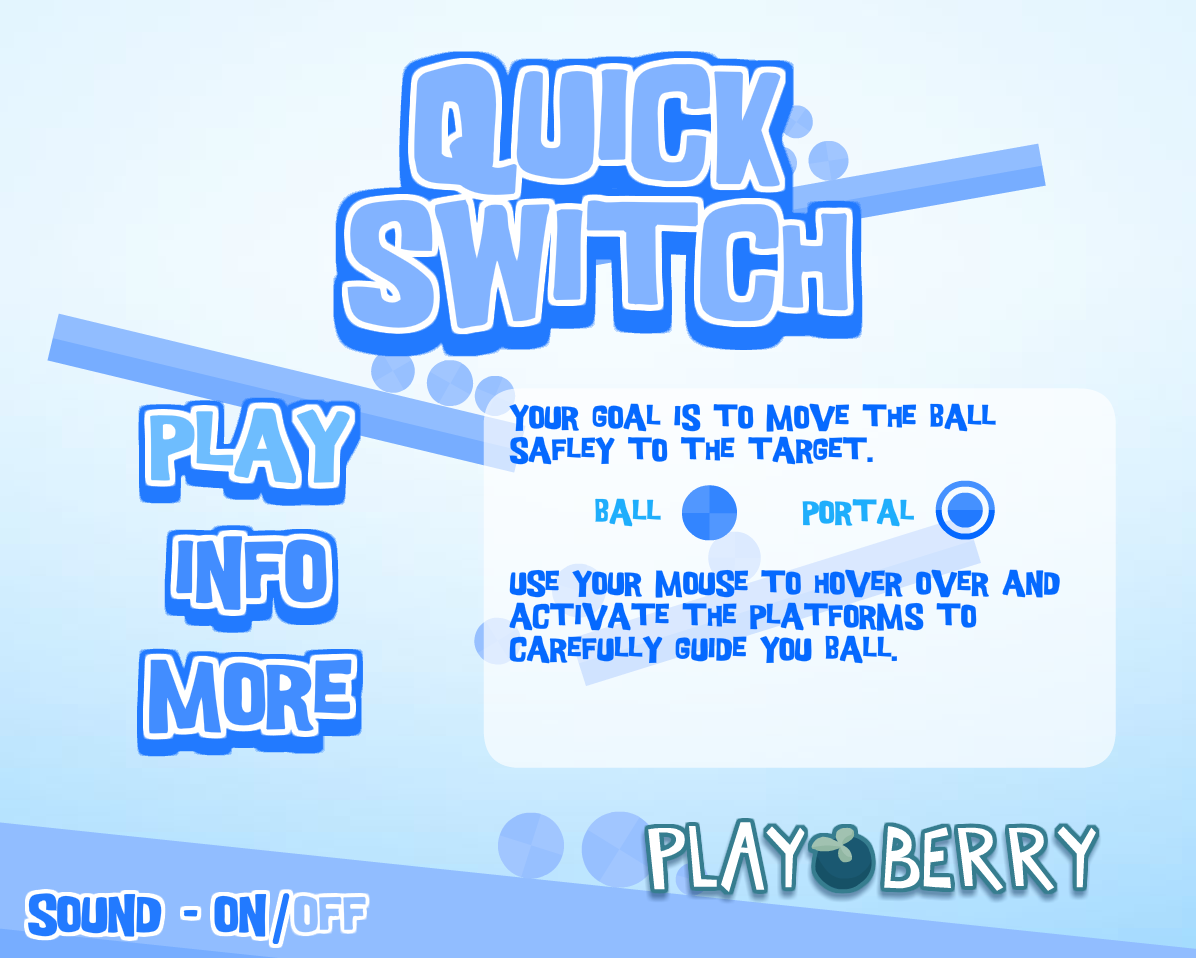 QUICK
SWITCH
PLAY
INFO
MORE
YOUR GOAL IS TO MOVE THE BALL
SAFLEY TO THE TARGET.
BALL PORTAL
USE YOUR MOUSE TO HOVER OVER AND
ACTIVATE THE PLATFORMS TO
CAREFULLY GUIDE YOU BALL.
PLAY BERRY
SOUND - ON/OFF